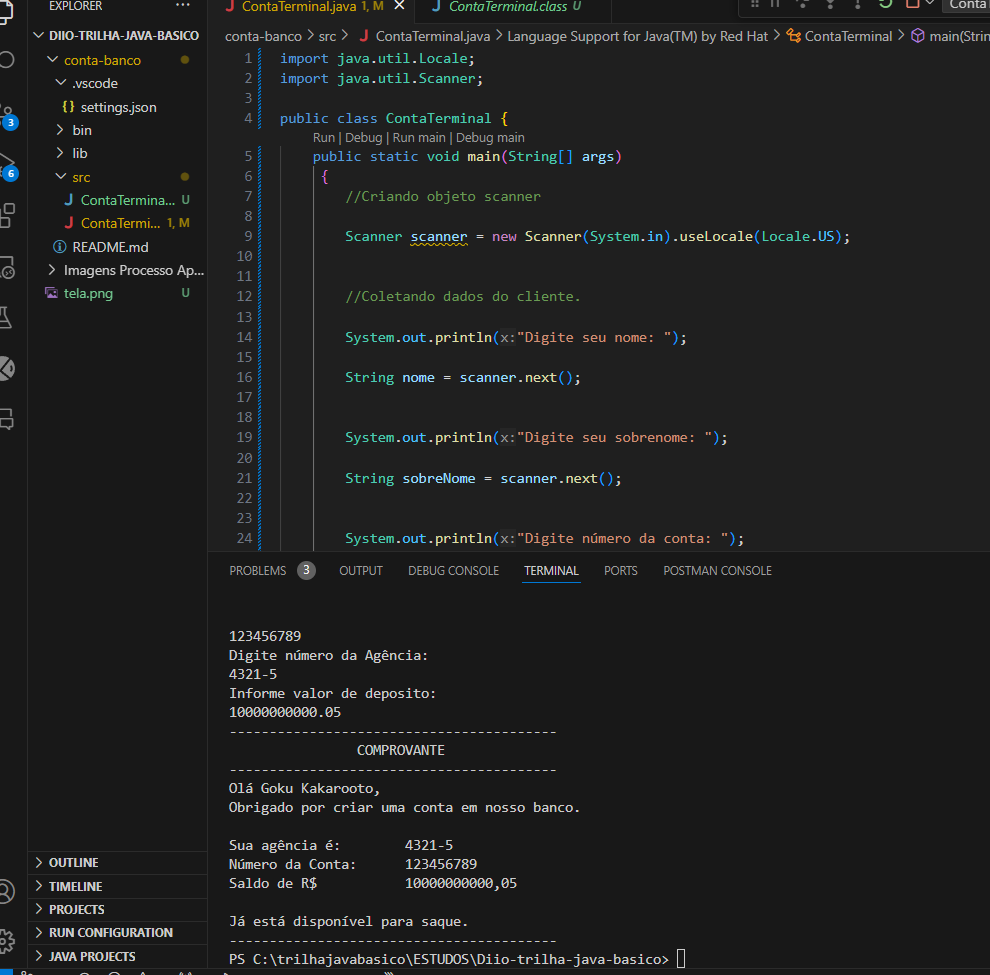 EXPLORER ...
DIIO-TRILHA-JAVA-BASICO
conta-banco
.vscode
{} settings.json
bin
lib
src
J ContaTermina... U
J ContaTermi... 1, M
README.md
Imagens Processo Ap...
tela.png U
3
6
OUTLINE
TIMELINE
PROJECTS
RUN CONFIGURATION
JAVA PROJECTS
J ContaTerminal.java 1, M
J ContaTerminal.class U
Conta
conta-banco > src > J ContaTerminal.java > Language Support for Java(TM) by Red Hat > ContaTerminal > main(Strin
1 import java.util.Locale;
2 import java.util.Scanner;
3
4 public class ContaTerminal {
Run | Debug | Run main | Debug main
5 public static void main(String[] args)
6 {
7 //Criando objeto scanner
8
9 Scanner scanner = new Scanner(System.in).useLocale(Locale.US);
10
11
12 //Coletando dados do cliente.
13
14 System.out.println(x:"Digite seu nome: ");
15
16 String nome = scanner.next();
17
18
19 System.out.println(x:"Digite seu sobrenome: ");
20
21 String sobreNome = scanner.next();
22
23
24 System.out.println(x:"Digite número da conta: ");
PROBLEMS 3 OUTPUT DEBUG CONSOLE TERMINAL PORTS POSTMAN CONSOLE
123456789
Digite número da Agência:
4321-5
Informe valor de deposito:
10000000000.05
----------------------------------------
COMPROVANTE
----------------------------------------
Olá Goku Kakarooto,
Obrigado por criar uma conta em nosso banco.
Sua agência é: 4321-5
Número da Conta: 123456789
Saldo de R$ 10000000000,05
Já está disponível para saque.
----------------------------------------
PS C:\trilhajavabasico\ESTUDOS\Diio-trilha-java-basico>